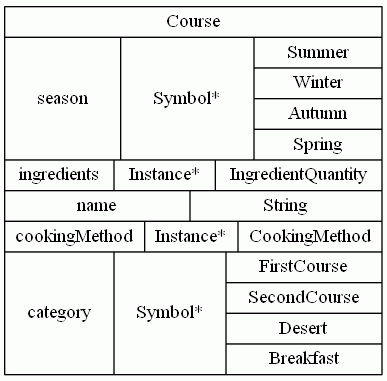 Course
season Symbol* Summer
Winter
Autumn
Spring
ingredients Instance* IngredientQuantity
name String
cookingMethod Instance* CookingMethod
category Symbol* FirstCourse
SecondCourse
Desert
Breakfast